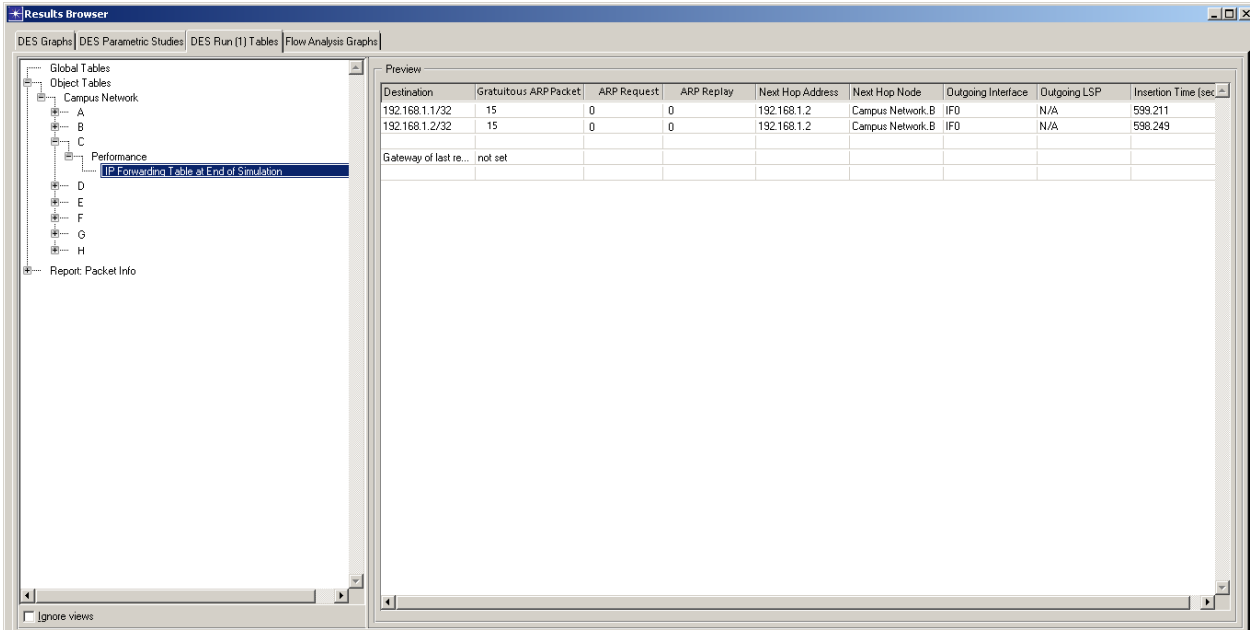 Results Browser
DES Graphs DES Parametric Studies DES Run (1) Tables Flow Analysis Graphs
Global Tables
Object Tables
Campus Network
A
B
C
Performance
IP Forwarding Table at End of Simulation
D
E
F
G
H
Report: Packet Info
Ignore views
Preview
Destination Gratuitous ARP Packet ARP Request ARP Replay Next Hop Address Next Hop Node Outgoing Interface Outgoing LSP Insertion Time (sec
192.168.1.1/32 15 0 0 192.168.1.2 Campus Network.B IF0 N/A 599.211
192.168.1.2/32 15 0 0 192.168.1.2 Campus Network.B IF0 N/A 598.249
Gateway of last re... not set